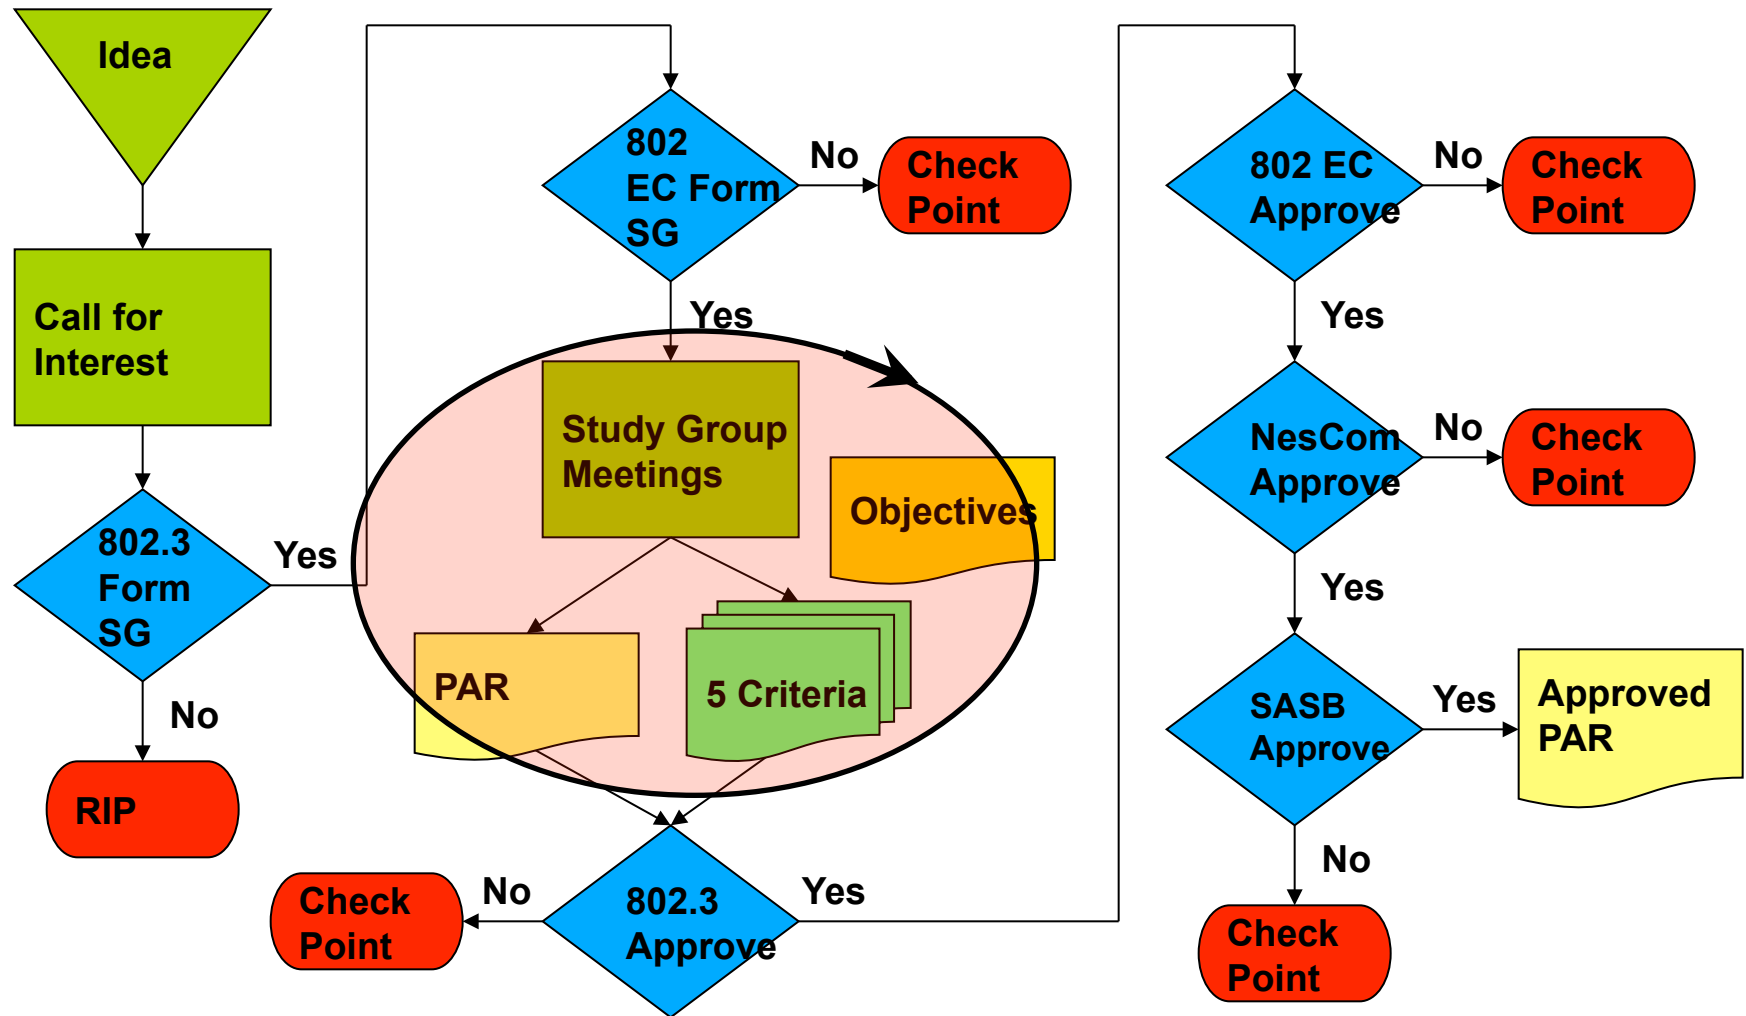 Idea
Call for
Interest
802.3
Form
SG
Yes
No
RIP
802
EC Form
SG
No
Check
Point
Yes
Study Group
Meetings
Objectives
PAR
5 Criteria
802.3
Approve
No
Check
Point
Yes
802 EC
Approve
No
Check
Point
Yes
NesCom
Approve
No
Check
Point
Yes
SASB
Approve
Yes
Approved
PAR
No
Check
Point